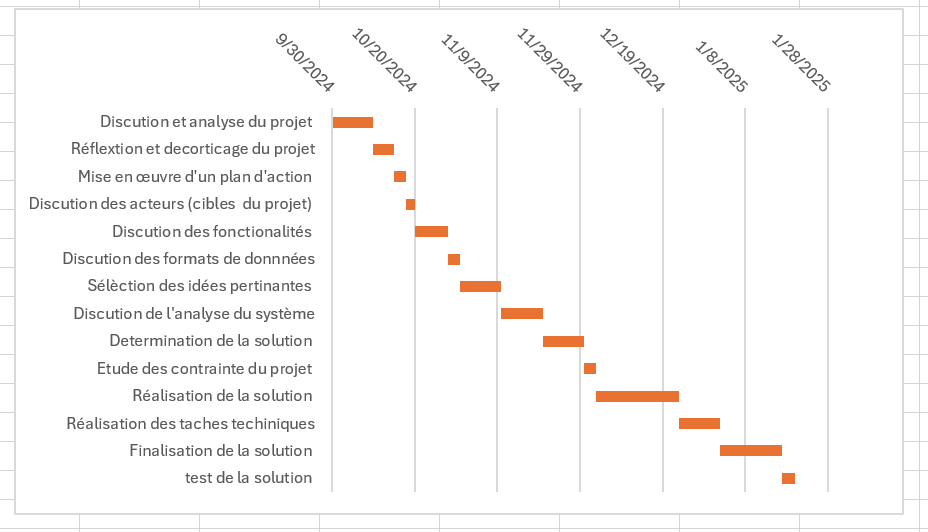 9/30/2024
10/20/2024
11/9/2024
11/29/2024
12/19/2024
1/8/2025
1/28/2025
Discution et analyse du projet
Réflextion et decorticage du projet
Mise en œuvre d'un plan d'action
Discution des acteurs (cibles  du projet)
Discution des fonctionalités
Discution des formats de donnnées
Sélèction des idées pertinantes
Discution de l'analyse du système
Determination de la solution
Etude des contrainte du projet
Réalisation de la solution
Réalisation des taches techiniques
Finalisation de la solution
test de la solution